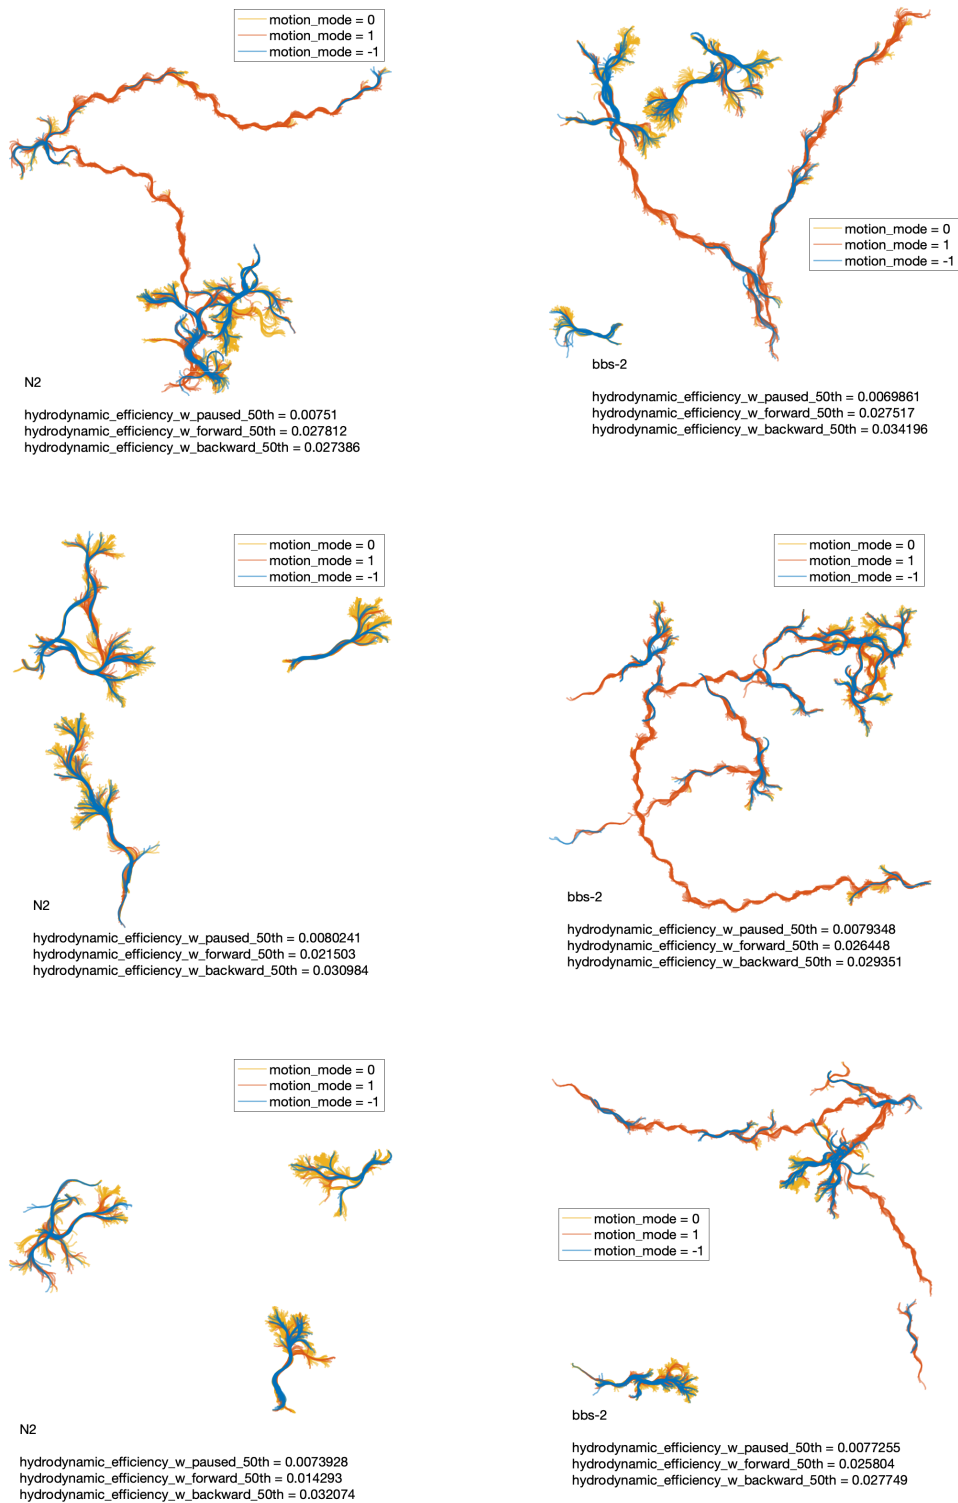 motion_mode = 0
motion_mode = 1
motion_mode = -1
N2
hydrodynamic_efficiency_w_paused_50th = 0.00751
hydrodynamic_efficiency_w_forward_50th = 0.027812
hydrodynamic_efficiency_w_backward_50th = 0.027386
motion_mode = 0
motion_mode = 1
motion_mode = -1
bbs-2
hydrodynamic_efficiency_w_paused_50th = 0.0069861
hydrodynamic_efficiency_w_forward_50th = 0.027517
hydrodynamic_efficiency_w_backward_50th = 0.034196
motion_mode = 0
motion_mode = 1
motion_mode = -1
N2
hydrodynamic_efficiency_w_paused_50th = 0.0080241
hydrodynamic_efficiency_w_forward_50th = 0.021503
hydrodynamic_efficiency_w_backward_50th = 0.030984
motion_mode = 0
motion_mode = 1
motion_mode = -1
bbs-2
hydrodynamic_efficiency_w_paused_50th = 0.0079348
hydrodynamic_efficiency_w_forward_50th = 0.026448
hydrodynamic_efficiency_w_backward_50th = 0.029351
motion_mode = 0
motion_mode = 1
motion_mode = -1
N2
hydrodynamic_efficiency_w_paused_50th = 0.0073928
hydrodynamic_efficiency_w_forward_50th = 0.014293
hydrodynamic_efficiency_w_backward_50th = 0.032074
motion_mode = 0
motion_mode = 1
motion_mode = -1
bbs-2
hydrodynamic_efficiency_w_paused_50th = 0.0077255
hydrodynamic_efficiency_w_forward_50th = 0.025804
hydrodynamic_efficiency_w_backward_50th = 0.027749